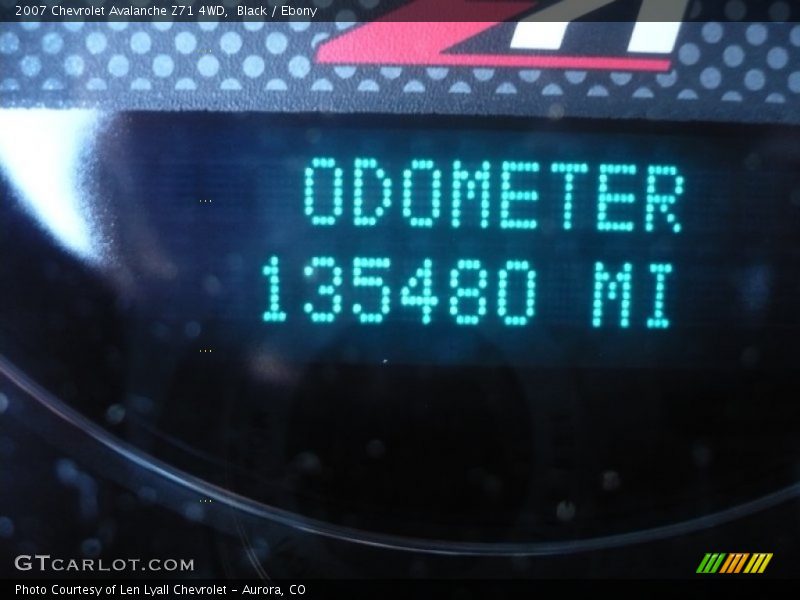 2007 Chevrolet Avalanche Z71 4WD,  Black / Ebony
ODOMETER
135480 MI
GTCARLOT.COM
Photo Courtesy of Len Lyall Chevrolet - Aurora, CO